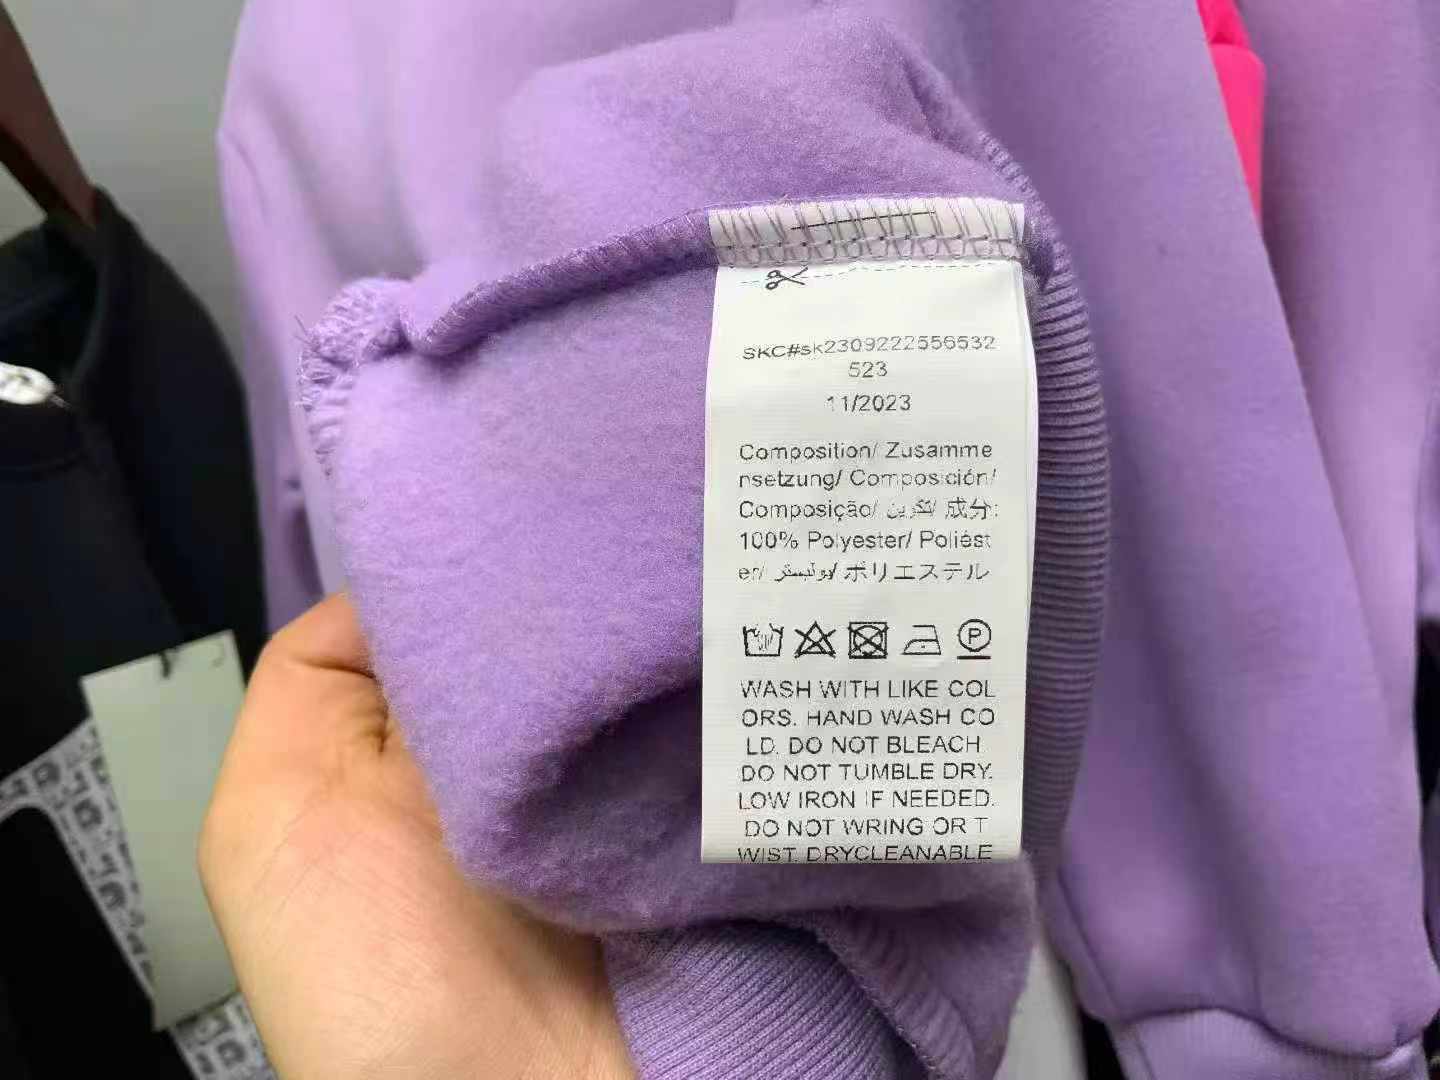 SKC#sk2309222556532
523
11/2023
Composition/ Zusamme
nsetzung/ Composición/
Composição/ تكوين/ 成分:
100% Polyester/ Poliést
er/ بوليستر/ ポリエステル
P
WASH WITH LIKE COL
ORS. HAND WASH CO
LD. DO NOT BLEACH
DO NOT TUMBLE DRY.
LOW IRON IF NEEDED.
DO NOT WRING OR T
WIST. DRYCLEANABLE